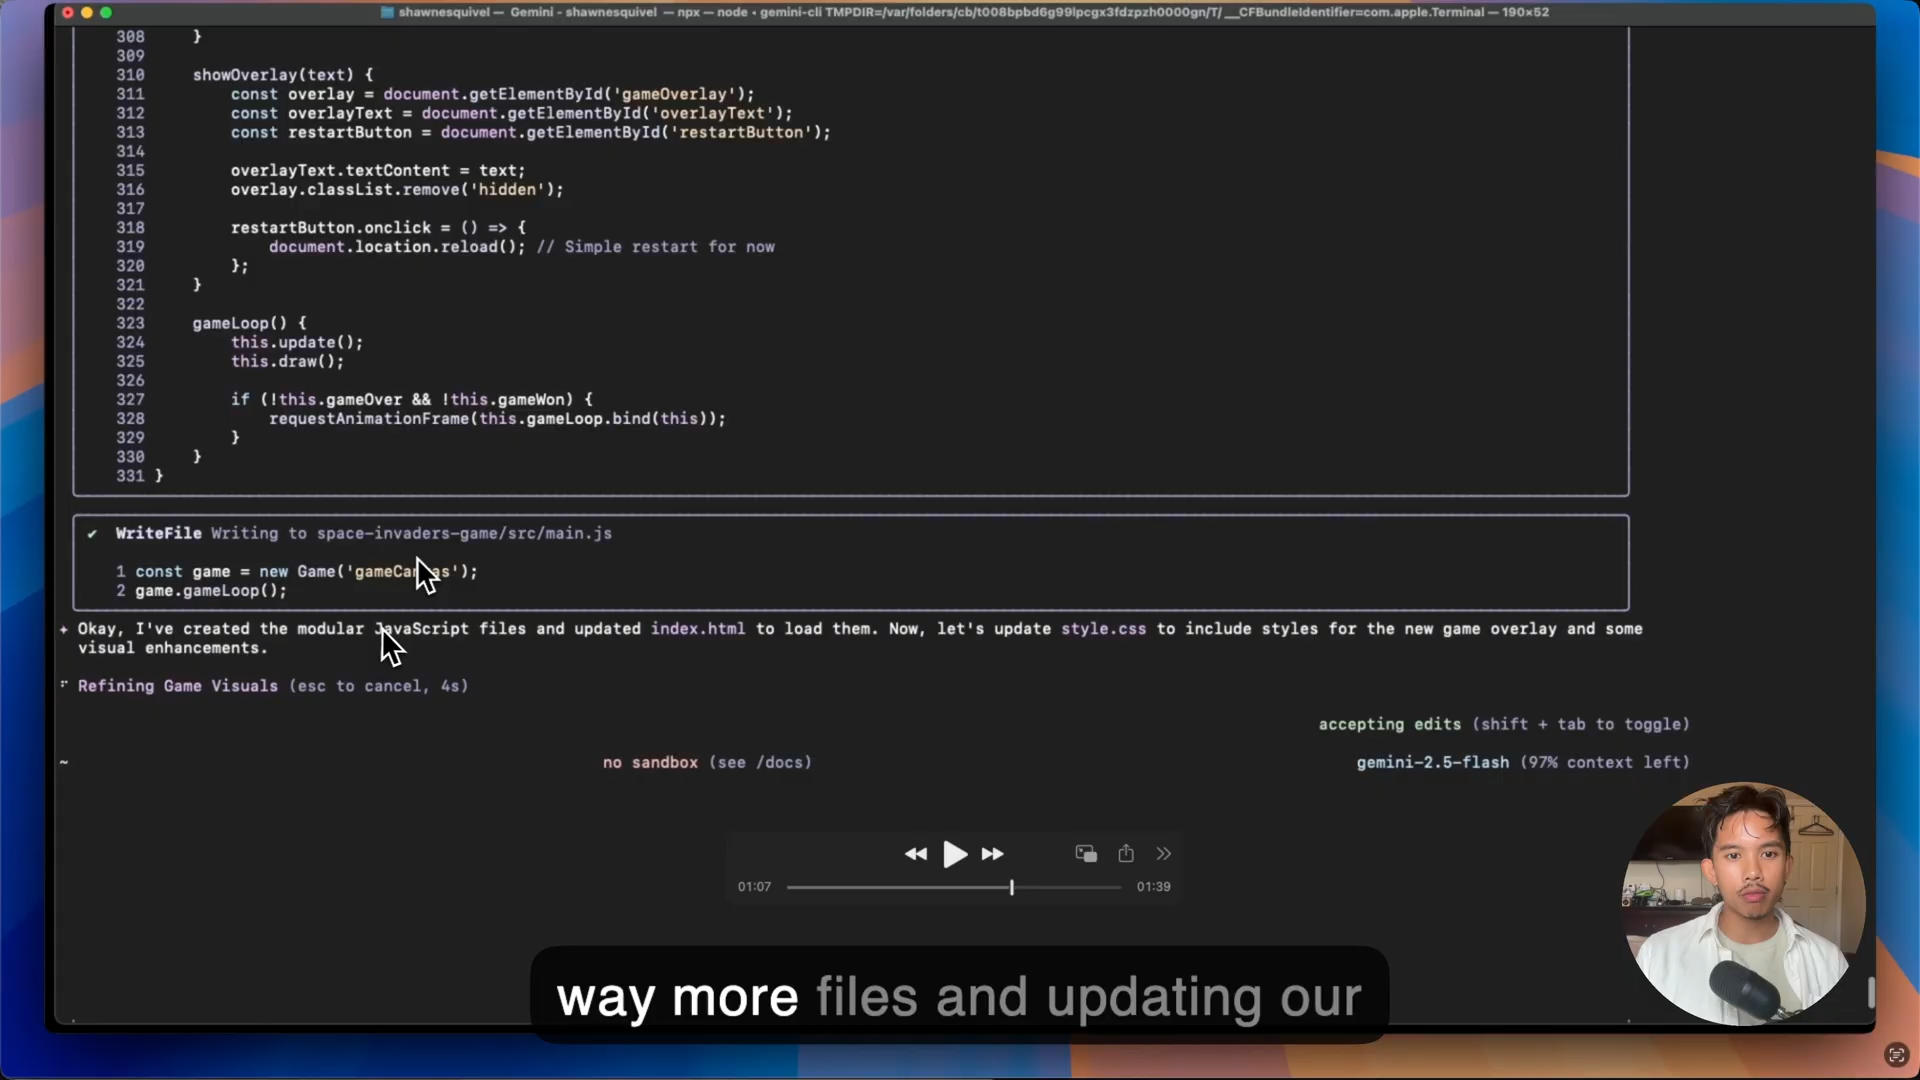 shawnesquivel — Gemini - shawnesquivel — npx — node • gemini-cli TMPDIR=/var/folders/cb/t008bpbd6g99lpcgx3fdzpzh0000gn/T/ __CFBundleIdentifier=com.apple.Terminal — 190×52
308 }
309
310 showOverlay(text) {
311 const overlay = document.getElementById('gameOverlay');
312 const overlayText = document.getElementById('overlayText');
313 const restartButton = document.getElementById('restartButton');
314
315 overlayText.textContent = text;
316 overlay.classList.remove('hidden');
317
318 restartButton.onclick = () => {
319 document.location.reload(); // Simple restart for now
320 };
321 }
322
323 gameLoop() {
324 this.update();
325 this.draw();
326
327 if (!this.gameOver && !this.gameWon) {
328 requestAnimationFrame(this.gameLoop.bind(this));
329 }
330 }
331 }
✔ WriteFile Writing to space-invaders-game/src/main.js
1 const game = new Game('gameCanvas');
2 game.gameLoop();
✦ Okay, I've created the modular JavaScript files and updated index.html to load them. Now, let's update style.css to include styles for the new game overlay and some
visual enhancements.
Refining Game Visuals (esc to cancel, 4s)
accepting edits (shift + tab to toggle)
~ no sandbox (see /docs) gemini-2.5-flash (97% context left)
01:07 01:39
way more files and updating our